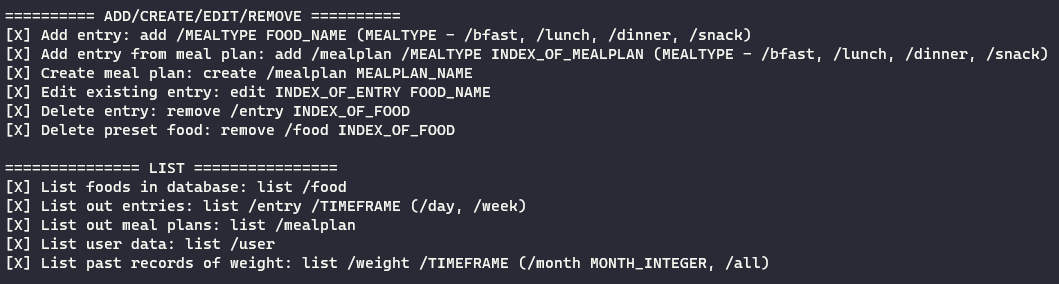 ========== ADD/CREATE/EDIT/REMOVE ==========
[X] Add entry: add /MEALTYPE FOOD_NAME (MEALTYPE - /bfast, /lunch, /dinner, /snack)
[X] Add entry from meal plan: add /mealplan /MEALTYPE INDEX_OF_MEALPLAN (MEALTYPE - /bfast, /lunch, /dinner, /snack)
[X] Create meal plan: create /mealplan MEALPLAN_NAME
[X] Edit existing entry: edit INDEX_OF_ENTRY FOOD_NAME
[X] Delete entry: remove /entry INDEX_OF_FOOD
[X] Delete preset food: remove /food INDEX_OF_FOOD
=============== LIST ================
[X] List foods in database: list /food
[X] List out entries: list /entry /TIMEFRAME (/day, /week)
[X] List out meal plans: list /mealplan
[X] List user data: list /user
[X] List past records of weight: list /weight /TIMEFRAME (/month MONTH_INTEGER, /all)